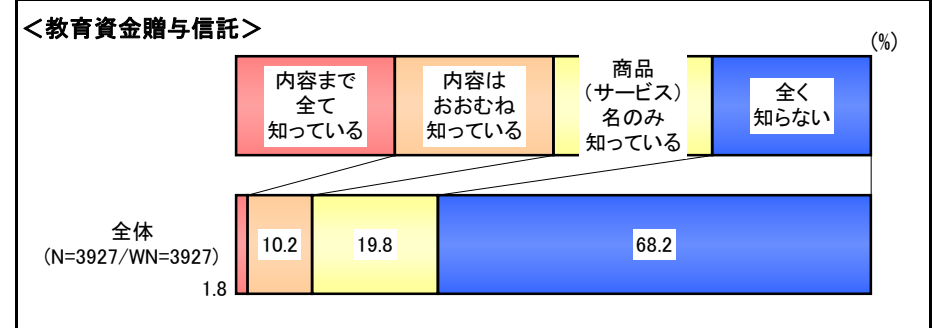 ＜教育資金贈与信託＞
(%)
内容まで
全て
知っている
内容は
おおむね
知っている
商品
（サービス）
名のみ
知っている
全く
知らない
全体
(N=3927/WN=3927)
1.8
10.2
19.8
68.2